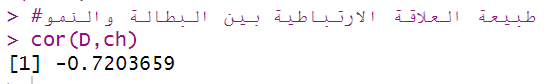 > #طبيعة العلاقة الارتباطية بين البطالة والنمو
> cor(D,ch)
[1] -0.7203659